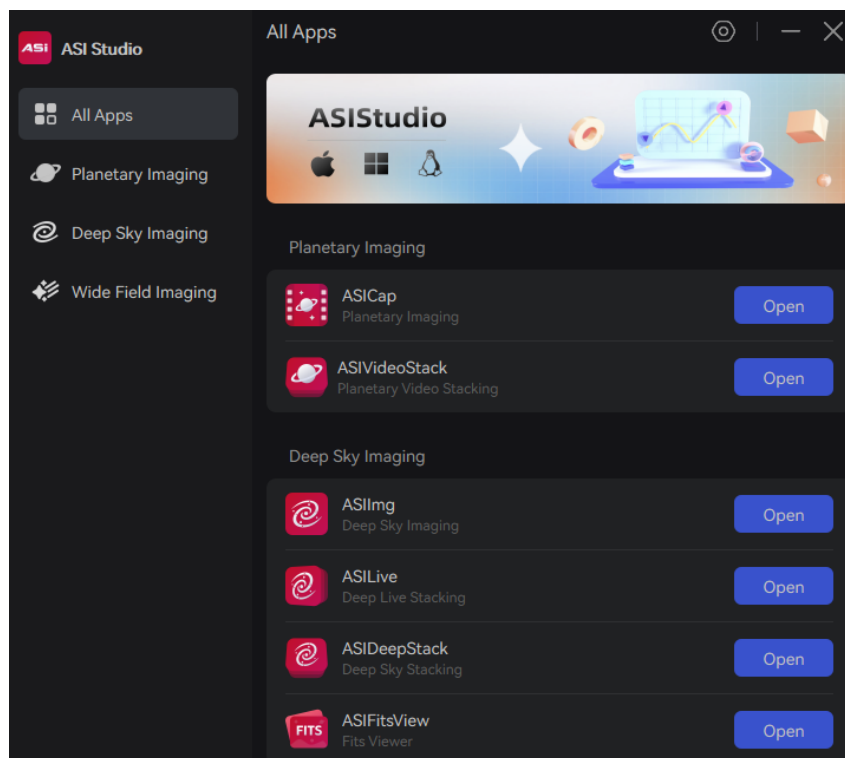 ASi ASI Studio
All Apps
Planetary Imaging
Deep Sky Imaging
Wide Field Imaging
All Apps
ASIStudio
Planetary Imaging
ASICap
Planetary Imaging
Open
ASIVideoStack
Planetary Video Stacking
Open
Deep Sky Imaging
ASIImg
Deep Sky Imaging
Open
ASILive
Deep Live Stacking
Open
ASIDeepStack
Deep Sky Stacking
Open
FITS
ASIFitsView
Fits Viewer
Open